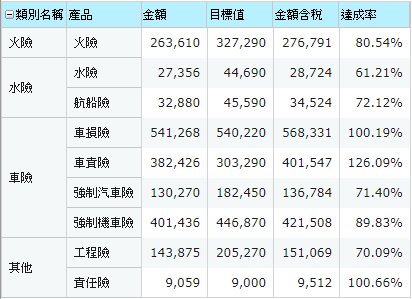 類別名稱 產品 金額 目標值 金額含稅 達成率
火險 火險 263,610 327,290 276,791 80.54%
水險 水險 27,356 44,690 28,724 61.21%
航船險 32,880 45,590 34,524 72.12%
車險 車損險 541,268 540,220 568,331 100.19%
車責險 382,426 303,290 401,547 126.09%
強制汽車險 130,270 182,450 136,784 71.40%
強制機車險 401,436 446,870 421,508 89.83%
其他 工程險 143,875 205,270 151,069 70.09%
責任險 9,059 9,000 9,512 100.66%